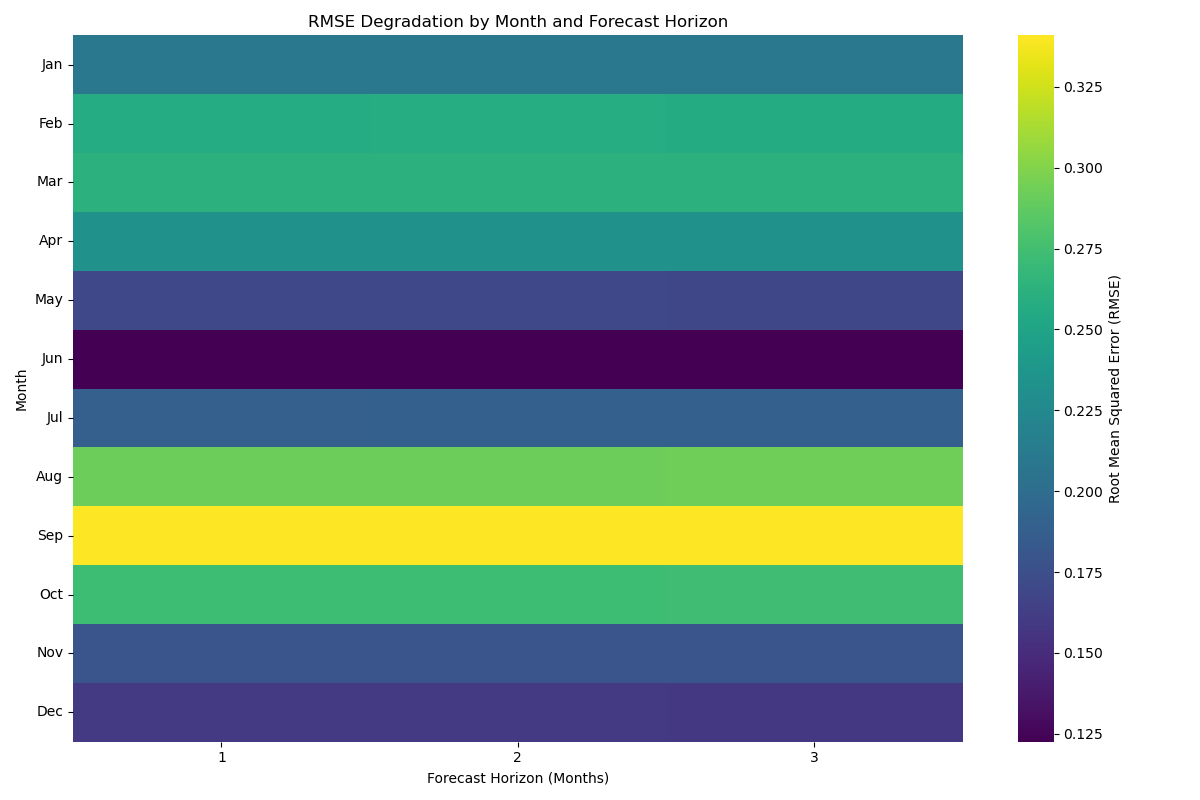 RMSE Degradation by Month and Forecast Horizon
Jan
Feb
Mar
Apr
May
Jun
Jul
Aug
Sep
Oct
Nov
Dec
Month
1 2 3
Forecast Horizon (Months)
0.325
0.300
0.275
0.250
0.225
0.200
0.175
0.150
0.125
Root Mean Squared Error (RMSE)